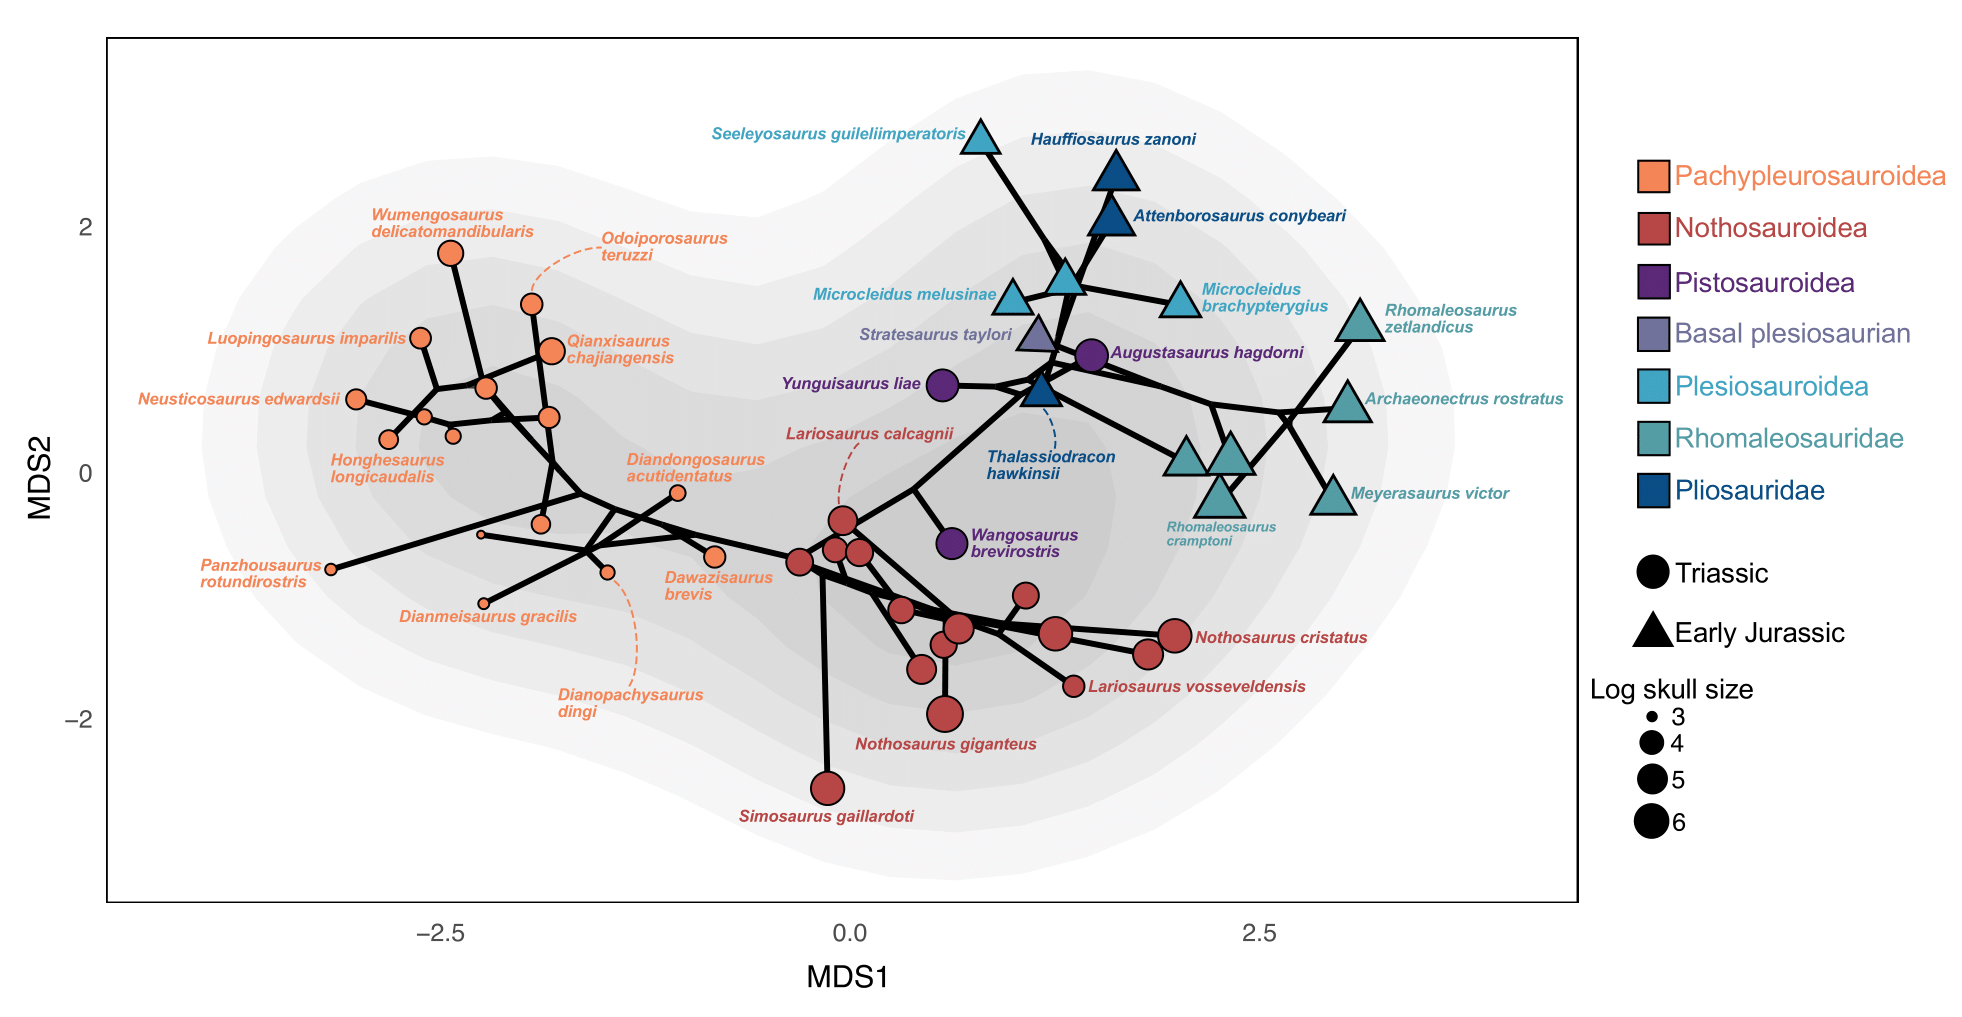 Seeleyosaurus guileliimperatoris
Hauffiosaurus zanoni
Wumengosaurus
delicatomandibularis
Attenborosaurus conybeari
Odoiporosaurus
teruzzi
Microcleidus melusinae
Microcleidus
brachypterygius
Rhomaleosaurus
zetlandicus
Luopingosaurus imparilis
Qianxisaurus
chajiangensis
Stratesaurus taylori
Augustasaurus hagdorni
Yunguisaurus liae
Neusticosaurus edwardsii
Archaeonectrus rostratus
Lariosaurus calcagnii
Honghesaurus
longicaudalis
Diandongosaurus
acutidentatus
Thalassiodracon
hawkinsii
Meyerasaurus victor
Rhomaleosaurus
cramptoni
Wangosaurus
brevirostris
Panzhousaurus
rotundirostris
Dawazisaurus
brevis
Dianmeisaurus gracilis
Nothosaurus cristatus
Lariosaurus vosseveldensis
Dianopachysaurus
dingi
Nothosaurus giganteus
Simosaurus gaillardoti
2
0
−2
MDS2
−2.5
0.0
2.5
MDS1
Pachypleurosauroidea
Nothosauroidea
Pistosauroidea
Basal plesiosaurian
Plesiosauroidea
Rhomaleosauridae
Pliosauridae
Triassic
Early Jurassic
Log skull size
3
4
5
6